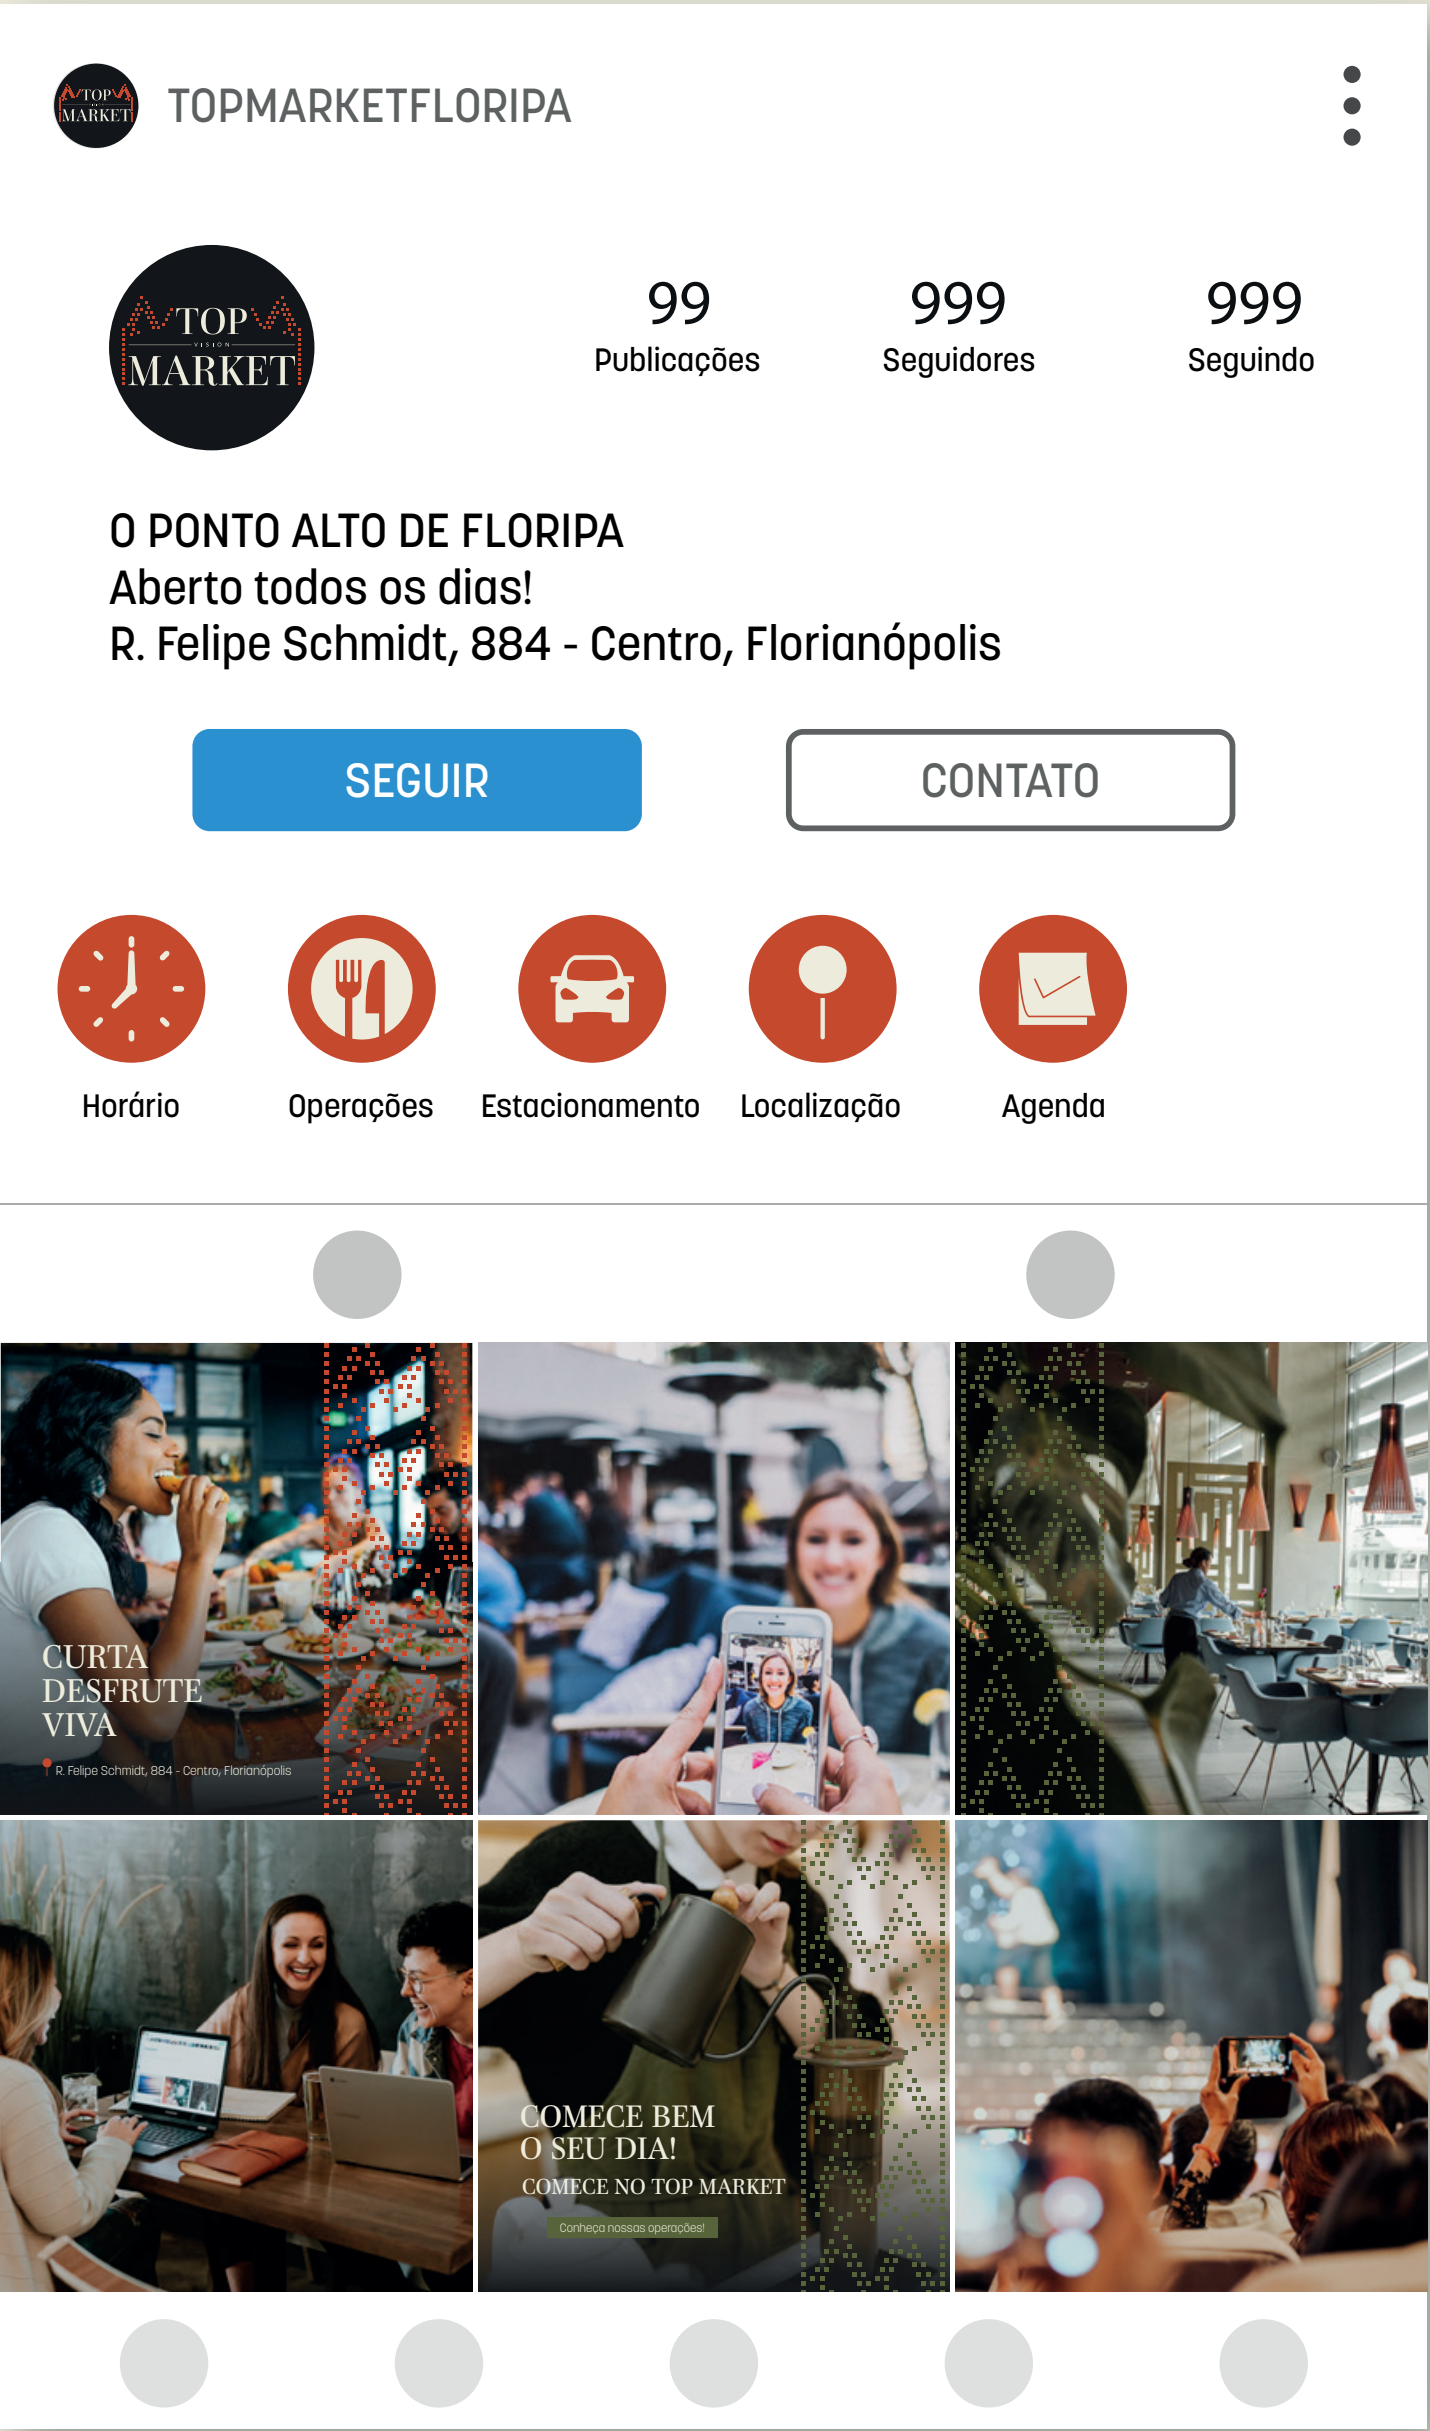 TOP
MARKET
TOPMARKETFLORIPA
TOP
VISION
MARKET
99
Publicações
999
Seguidores
999
Seguindo
O PONTO ALTO DE FLORIPA
Aberto todos os dias!
R. Felipe Schmidt, 884 - Centro, Florianópolis
SEGUIR
CONTATO
Horário
Operações
Estacionamento
Localização
Agenda
CURTA
DESFRUTE
VIVA
R. Felipe Schmidt, 884 - Centro, Florianópolis
COMECE BEM
O SEU DIA!
COMECE NO TOP MARKET
Conheça nossas operações!